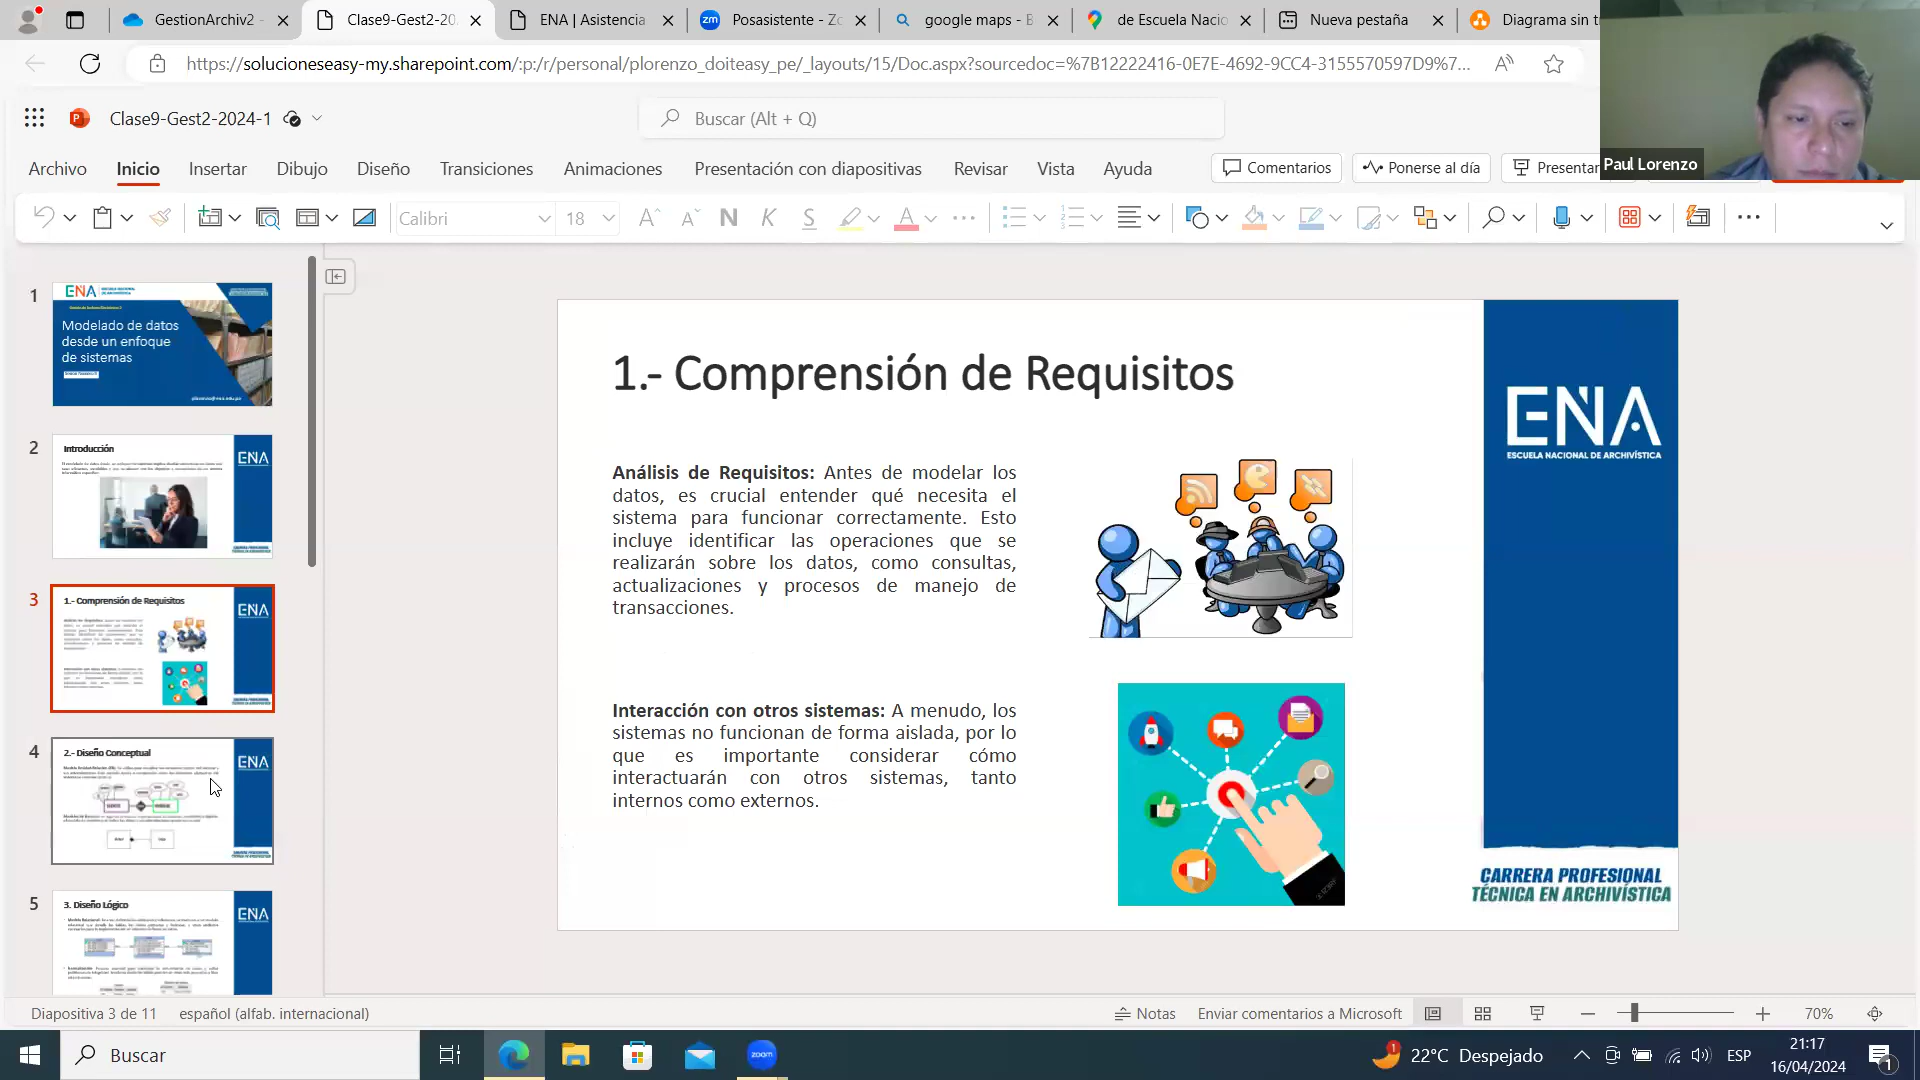 GestionArchiv2 -
Clase9-Gest2-20
ENA | Asistencia
Posasistente - Zo
google maps - B
de Escuela Nacio
Nueva pestaña
Diagrama sin t
https://solucioneseasy-my.sharepoint.com/:p:/r/personal/plorenzo_doiteasy_pe/_layouts/15/Doc.aspx?sourcedoc=%7B12222416-0E7E-4692-9CC4-3155570597D9%7...
Clase9-Gest2-2024-1
Buscar (Alt + Q)
Paul Lorenzo
Archivo
Inicio
Insertar
Dibujo
Diseño
Transiciones
Animaciones
Presentación con diapositivas
Revisar
Vista
Ayuda
Comentarios
Ponerse al día
Presentar
Calibri
18
N K S
1
ENA
Modelado de datos
desde un enfoque
de sistemas
2
Introducción
ENA
3
1.- Comprensión de Requisitos
ENA
4
2.- Diseño Conceptual
ENA
5
3. Diseño Lógico
ENA
1.- Comprensión de Requisitos
Análisis de Requisitos: Antes de modelar los
datos, es crucial entender qué necesita el
sistema para funcionar correctamente. Esto
incluye identificar las operaciones que se
realizarán sobre los datos, como consultas,
actualizaciones y procesos de manejo de
transacciones.
Interacción con otros sistemas: A menudo, los
sistemas no funcionan de forma aislada, por lo
que es importante considerar cómo
interactuarán con otros sistemas, tanto
internos como externos.
ENA
ESCUELA NACIONAL DE ARCHIVÍSTICA
CARRERA PROFESIONAL
TÉCNICA EN ARCHIVÍSTICA
Diapositiva 3 de 11
español (alfab. internacional)
Notas
Enviar comentarios a Microsoft
70%
Buscar
zoom
1
22°C Despejado
ESP
21:17
16/04/2024
1